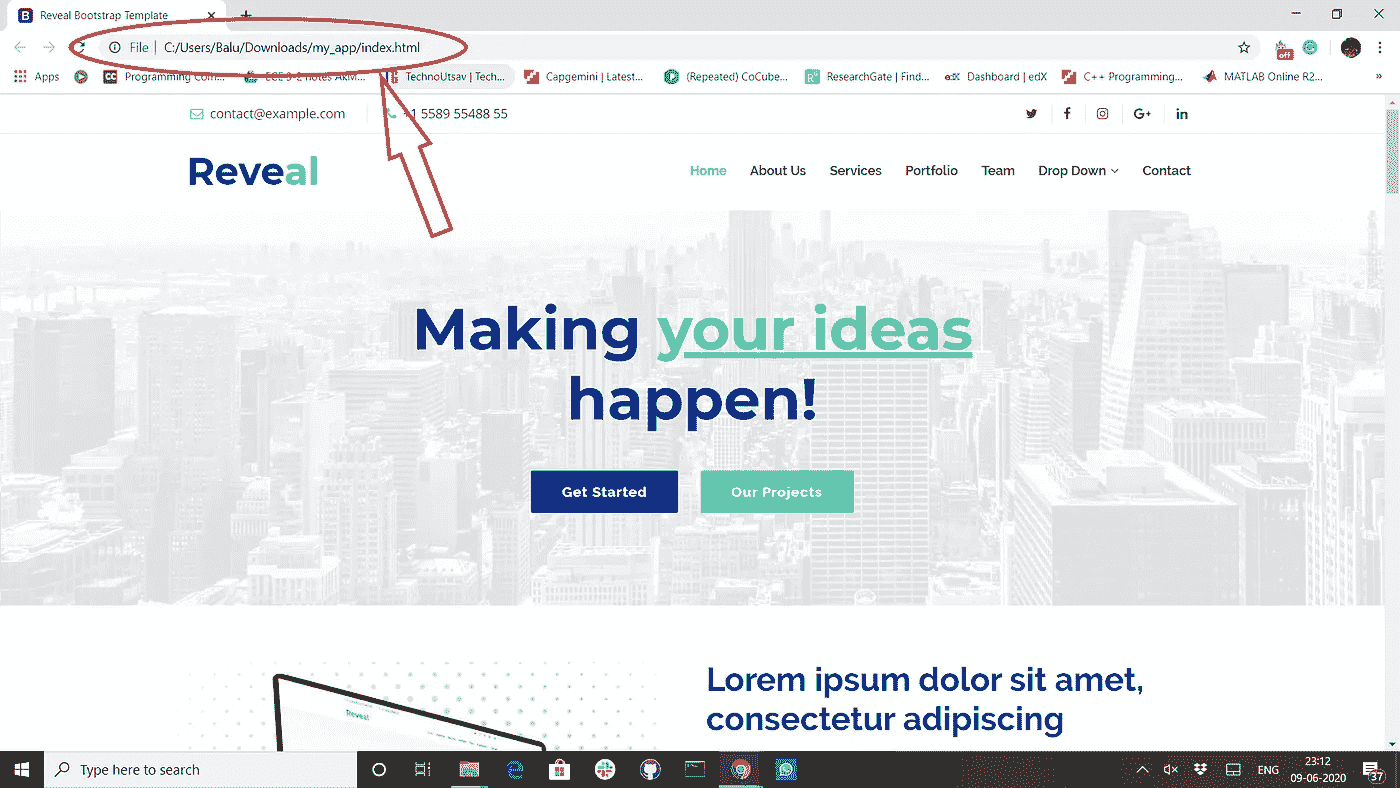 Reveal Bootstrap Template
File | C:/Users/Balu/Downloads/my_app/index.html
off
Apps
Programming Com...
ECE 3-2 notes AkM...
TechnoUtsav | Tech...
Capgemini | Latest...
(Repeated) CoCube...
ResearchGate | Find...
Dashboard | edX
C++ Programming...
MATLAB Online R2...
contact@example.com
+1 5589 55488 55
Reveal
Home
About Us
Services
Portfolio
Team
Drop Down
Contact
Making your ideas
happen!
Get Started
Our Projects
Lorem ipsum dolor sit amet,
consectetur adipiscing
Reveal
Type here to search
ENG
23:12
09-06-2020
37